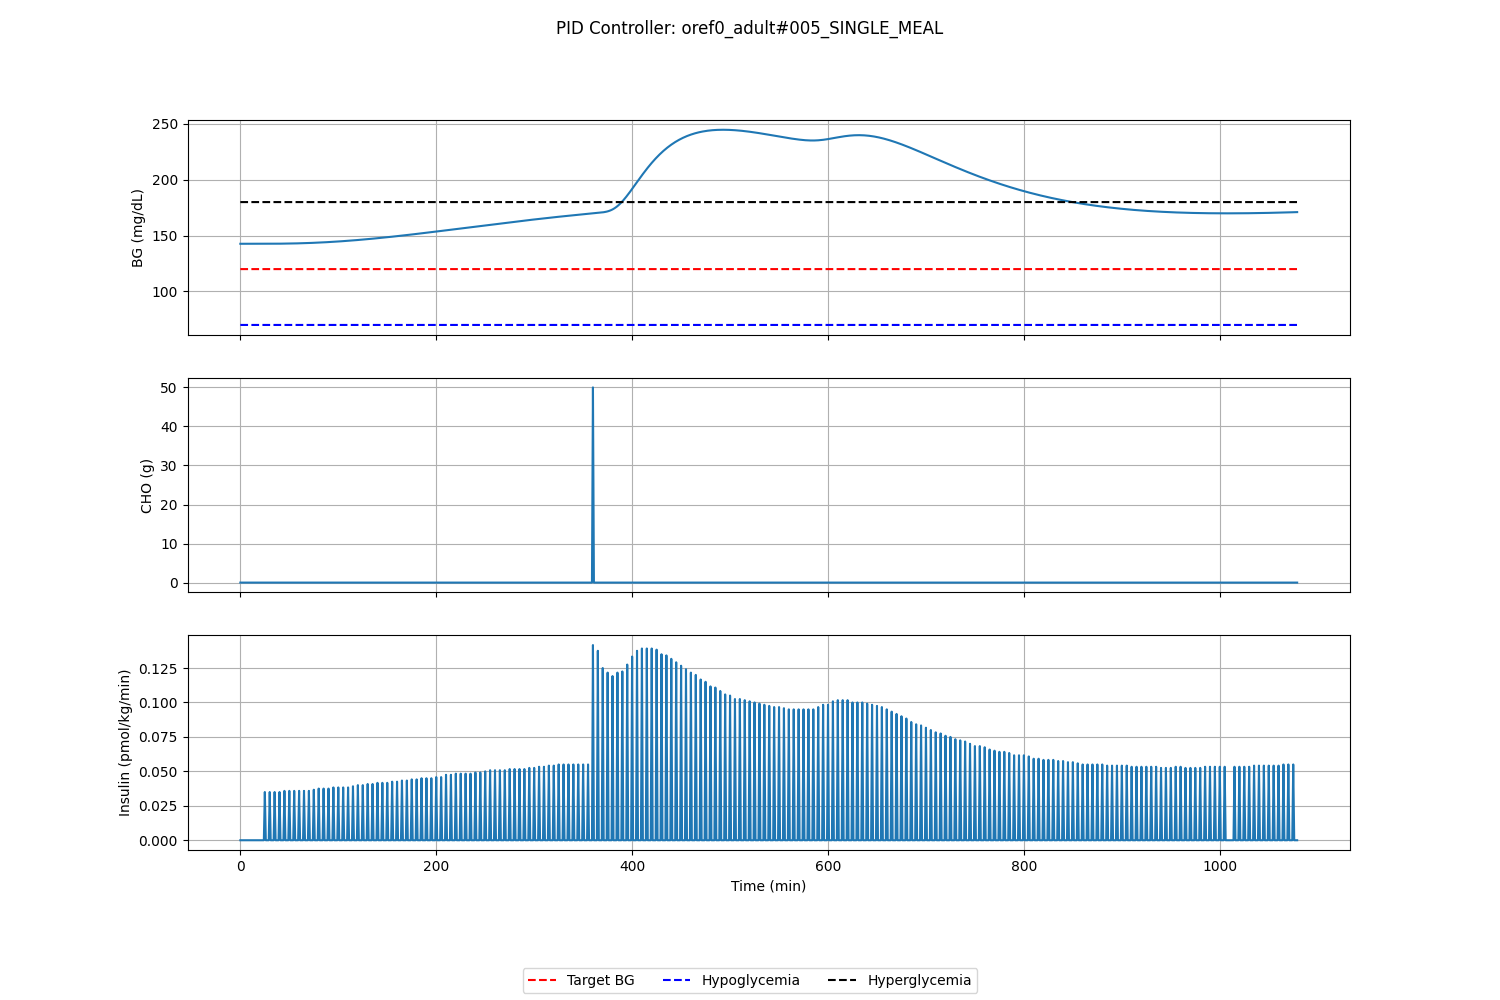 PID Controller: oref0_adult#005_SINGLE_MEAL
BG (mg/dL)
250
200
150
100
CHO (g)
50
40
30
20
10
0
Insulin (pmol/kg/min)
0.125
0.100
0.075
0.050
0.025
0.000
0 200 400 600 800 1000
Time (min)
Target BG Hypoglycemia Hyperglycemia